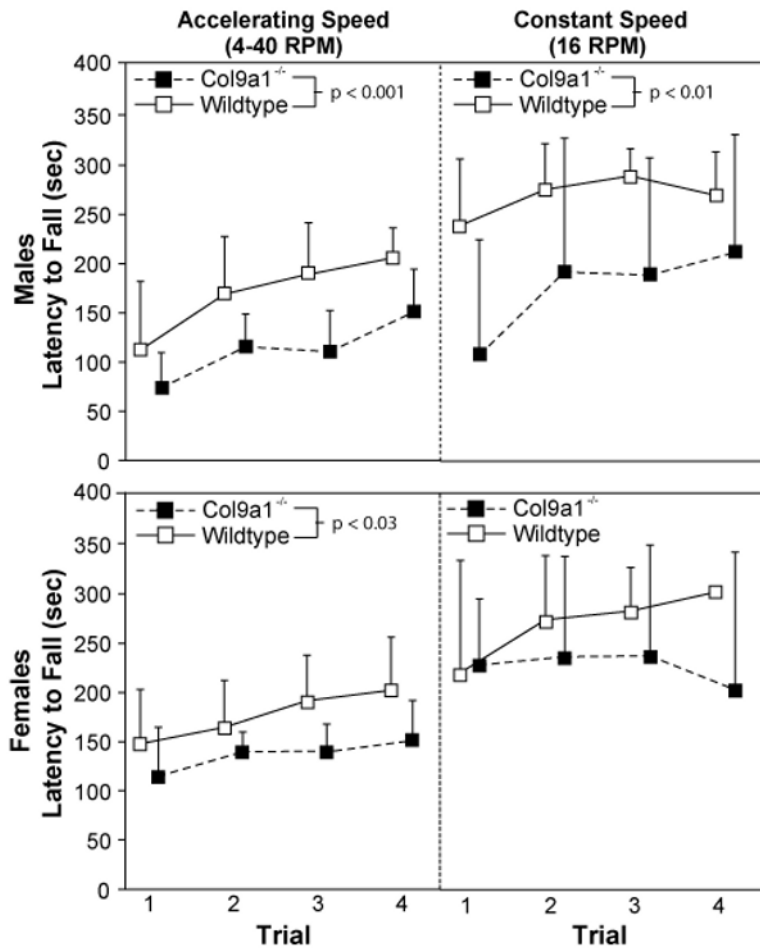 Accelerating Speed
(4-40 RPM)
Constant Speed
(16 RPM)
Males
Latency to Fall (sec)
400
350
300
250
200
150
100
50
0
Col9a1-/-
Wildtype
p < 0.001
Col9a1-/-
Wildtype
p < 0.01
Females
Latency to Fall (sec)
400
350
300
250
200
150
100
50
0
Col9a1-/-
Wildtype
p < 0.03
Col9a1-/-
Wildtype
1 2 3 4
1 2 3 4
Trial
Trial